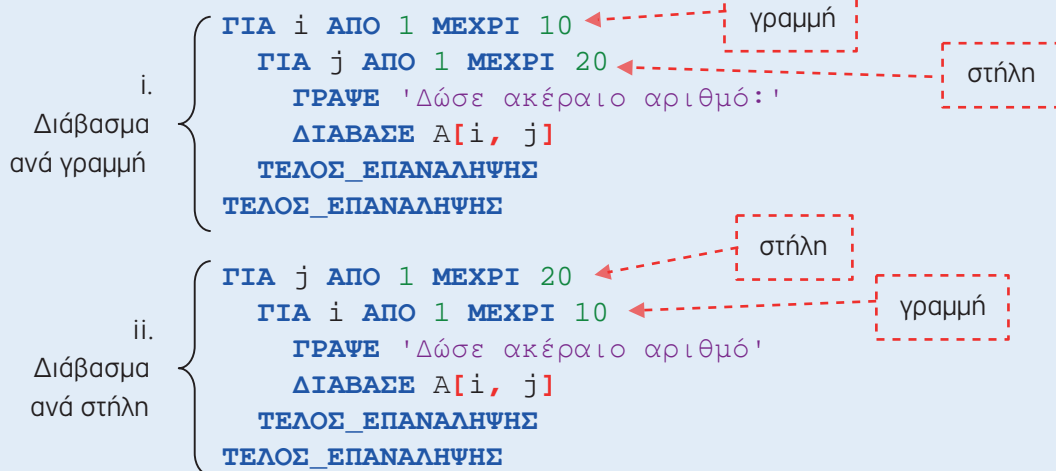 ΓΙΑ i ΑΠΟ 1 ΜΕΧΡΙ 10
γραμμή
ΓΙΑ j ΑΠΟ 1 ΜΕΧΡΙ 20
στήλη
i.
Διάβασμα
ανά γραμμή
ΓΡΑΨΕ 'Δώσε ακέραιο αριθμό:'
ΔΙΑΒΑΣΕ Α[i, j]
ΤΕΛΟΣ_ΕΠΑΝΑΛΗΨΗΣ
ΤΕΛΟΣ_ΕΠΑΝΑΛΗΨΗΣ
ΓΙΑ j ΑΠΟ 1 ΜΕΧΡΙ 20
στήλη
ΓΙΑ i ΑΠΟ 1 ΜΕΧΡΙ 10
γραμμή
ii.
Διάβασμα
ανά στήλη
ΓΡΑΨΕ 'Δώσε ακέραιο αριθμό'
ΔΙΑΒΑΣΕ Α[i, j]
ΤΕΛΟΣ_ΕΠΑΝΑΛΗΨΗΣ
ΤΕΛΟΣ_ΕΠΑΝΑΛΗΨΗΣ